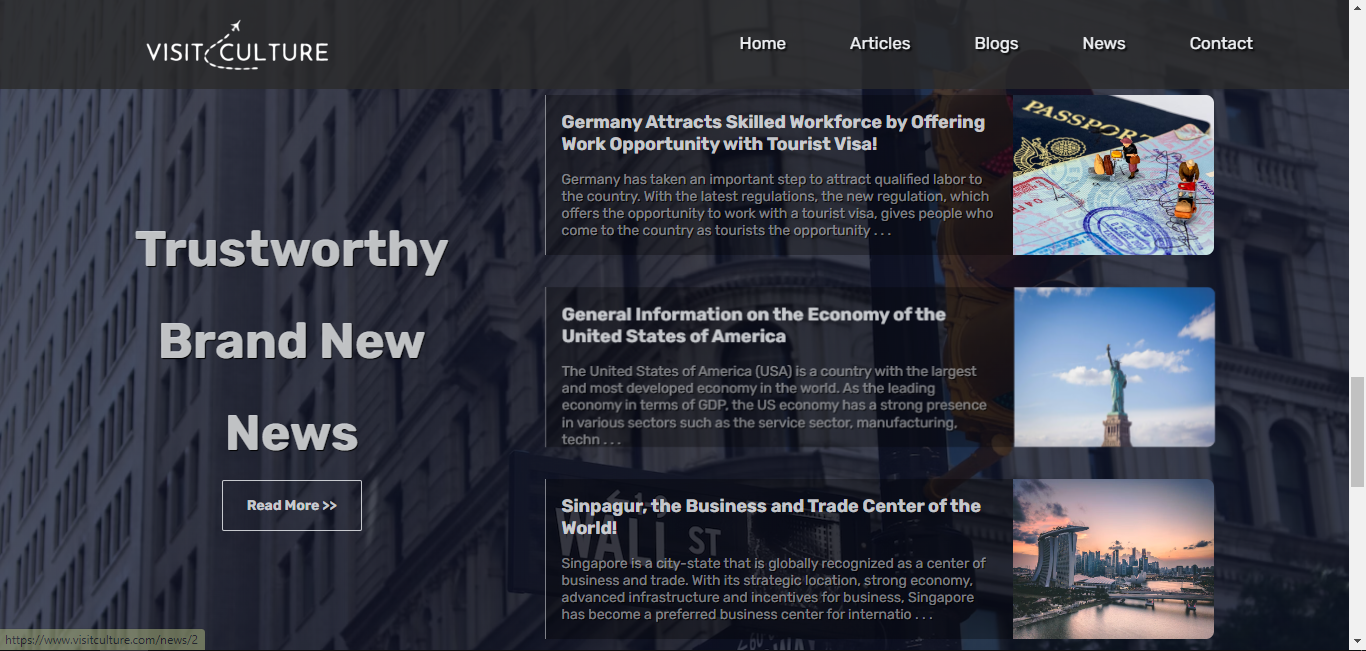 VISIT CULTURE
Home
Articles
Blogs
News
Contact
Trustworthy
Brand New
News
Read More >>
Germany Attracts Skilled Workforce by Offering
Work Opportunity with Tourist Visa!
Germany has taken an important step to attract qualified labor to
the country. With the latest regulations, the new regulation, which
offers the opportunity to work with a tourist visa, gives people who
come to the country as tourists the opportunity . . .
PASSPORT
General Information on the Economy of the
United States of America
The United States of America (USA) is a country with the largest
and most developed economy in the world. As the leading
economy in terms of GDP, the US economy has a strong presence
in various sectors such as the service sector, manufacturing,
techn . . .
Sinpagur, the Business and Trade Center of the
World!
Singapore is a city-state that is globally recognized as a center of
business and trade. With its strategic location, strong economy,
advanced infrastructure and incentives for business, Singapore
has become a preferred business center for internatio . . .
WALL ST
https://www.visitculture.com/news/2